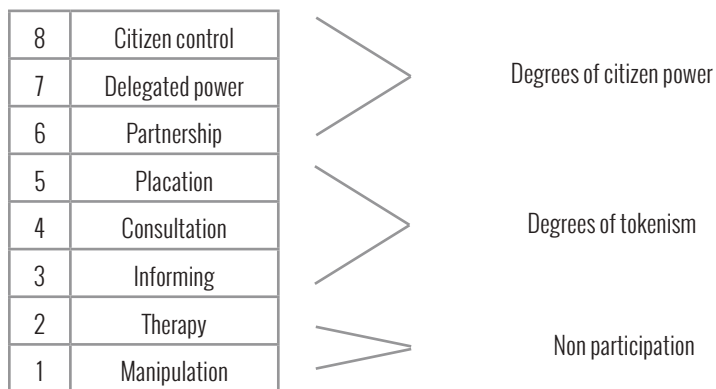 8 Citizen control
7 Delegated power
Degrees of citizen power
6 Partnership
5 Placation
4 Consultation
Degrees of tokenism
3 Informing
2 Therapy
Non participation
1 Manipulation